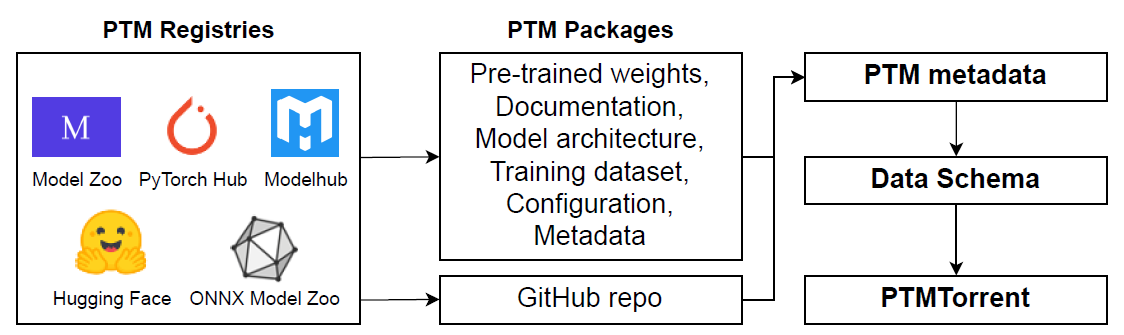 PTM Registries
M
Model Zoo
PyTorch Hub
Modelhub
Hugging Face
ONNX Model Zoo
PTM Packages
Pre-trained weights,
Documentation,
Model architecture,
Training dataset,
Configuration,
Metadata
GitHub repo
PTM metadata
Data Schema
PTMTorrent